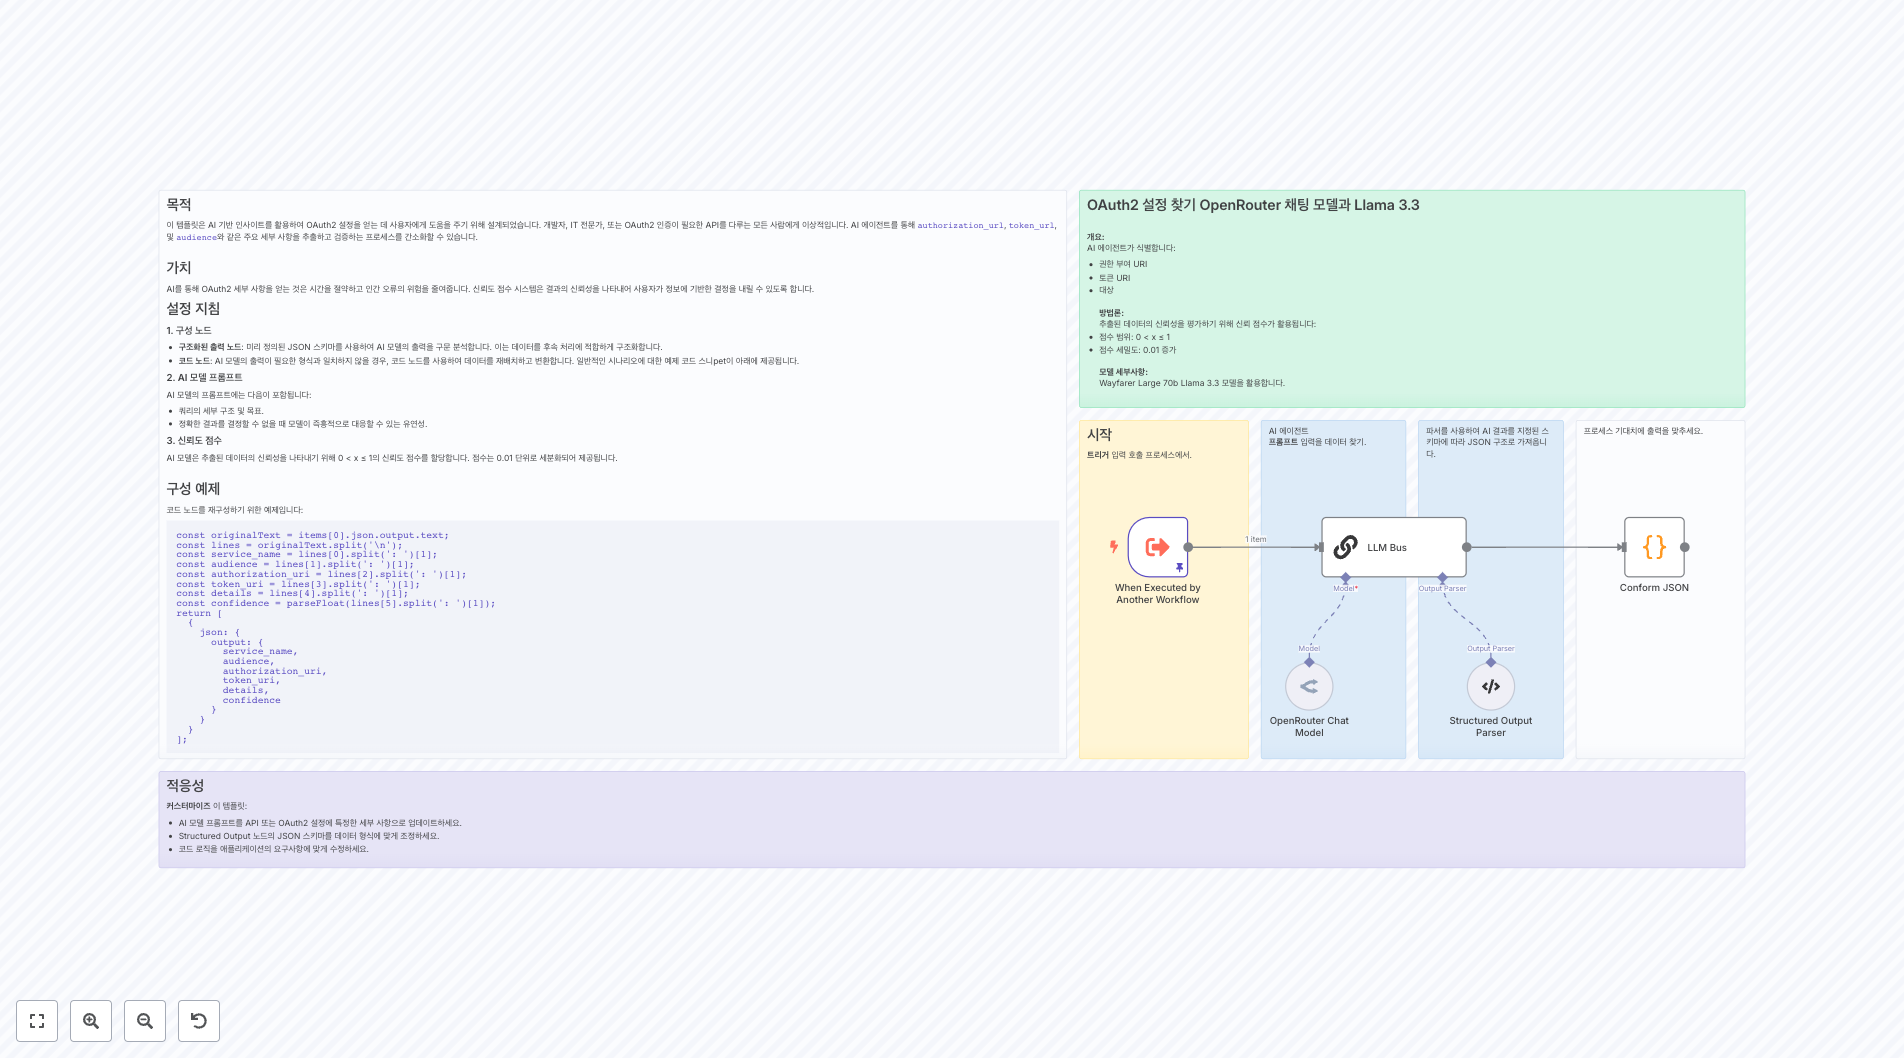 목적
이 템플릿은 AI 기반 인사이트를 활용하여 OAuth2 설정을 얻는 데 사용자에게 도움을 주기 위해 설계되었습니다. 개발자, IT 전문가, 또는 OAuth2 인증이 필요한 API를 다루는 모든 사람에게 이상적입니다. AI 에이전트를 통해 authorization_url, token_url,
및 audience와 같은 주요 세부 사항을 추출하고 검증하는 프로세스를 간소화할 수 있습니다.
가치
AI를 통해 OAuth2 세부 사항을 얻는 것은 시간을 절약하고 인간 오류의 위험을 줄여줍니다. 신뢰도 점수 시스템은 결과의 신뢰성을 나타내어 사용자가 정보에 기반한 결정을 내릴 수 있도록 합니다.
설정 지침
1. 구성 노드
• 구조화된 출력 노드: 미리 정의된 JSON 스키마를 사용하여 AI 모델의 출력을 구문 분석합니다. 이는 데이터를 후속 처리에 적합하게 구조화합니다.
• 코드 노드: AI 모델의 출력이 필요한 형식과 일치하지 않을 경우, 코드 노드를 사용하여 데이터를 재배치하고 변환합니다. 일반적인 시나리오에 대한 예제 코드 스니pet이 아래에 제공됩니다.
2. AI 모델 프롬프트
AI 모델의 프롬프트에는 다음이 포함됩니다:
• 쿼리의 세부 구조 및 목표.
• 정확한 결과를 결정할 수 없을 때 모델이 즉흥적으로 대응할 수 있는 유연성.
3. 신뢰도 점수
AI 모델은 추출된 데이터의 신뢰성을 나타내기 위해 0 < x ≤ 1의 신뢰도 점수를 할당합니다. 점수는 0.01 단위로 세분화되어 제공됩니다.
구성 예제
코드 노드를 재구성하기 위한 예제입니다:
const originalText = items[0].json.output.text;
const lines = originalText.split('\n');
const service_name = lines[0].split(': ')[1];
const audience = lines[1].split(': ')[1];
const authorization_uri = lines[2].split(': ')[1];
const token_uri = lines[3].split(': ')[1];
const details = lines[4].split(': ')[1];
const confidence = parseFloat(lines[5].split(': ')[1]);
return [
{
json: {
output: {
service_name,
audience,
authorization_uri,
token_uri,
details,
confidence
}
}
}
];
OAuth2 설정 찾기 OpenRouter 채팅 모델과 Llama 3.3
개요:
AI 에이전트가 식별합니다:
• 권한 부여 URI
• 토큰 URI
• 대상
방법론:
추출된 데이터의 신뢰성을 평가하기 위해 신뢰 점수가 활용됩니다:
• 점수 범위: 0 < x ≤ 1
• 점수 세밀도: 0.01 증가
모델 세부사항:
Wayfarer Large 70b Llama 3.3 모델을 활용합니다.
시작
트리거 입력 호출 프로세스에서.
AI 에이전트
프롬프트 입력을 데이터 찾기.
파서를 사용하여 AI 결과를 지정된 스
키마에 따라 JSON 구조로 가져옵니
다.
프로세스 기대치에 출력을 맞추세요.
1 item
LLM Bus
When Executed by
Another Workflow
Model*
Output Parser
Conform JSON
Model
Output Parser
OpenRouter Chat
Model
Structured Output
Parser
적응성
커스터마이즈 이 템플릿:
• AI 모델 프롬프트를 API 또는 OAuth2 설정에 특정한 세부 사항으로 업데이트하세요.
• Structured Output 노드의 JSON 스키마를 데이터 형식에 맞게 조정하세요.
• 코드 로직을 애플리케이션의 요구사항에 맞게 수정하세요.